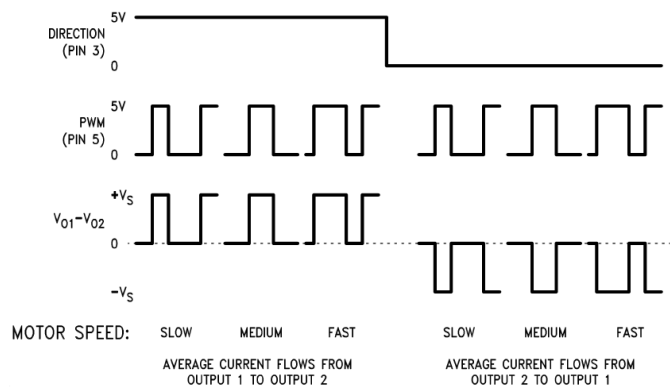 5V
DIRECTION
(PIN 3)
0
5V
PWM
(PIN 5)
0
+VS
VO1–VO2
0
–VS
MOTOR SPEED: SLOW MEDIUM FAST SLOW MEDIUM FAST
AVERAGE CURRENT FLOWS FROM
OUTPUT 1 TO OUTPUT 2
AVERAGE CURRENT FLOWS FROM
OUTPUT 2 TO OUTPUT 1